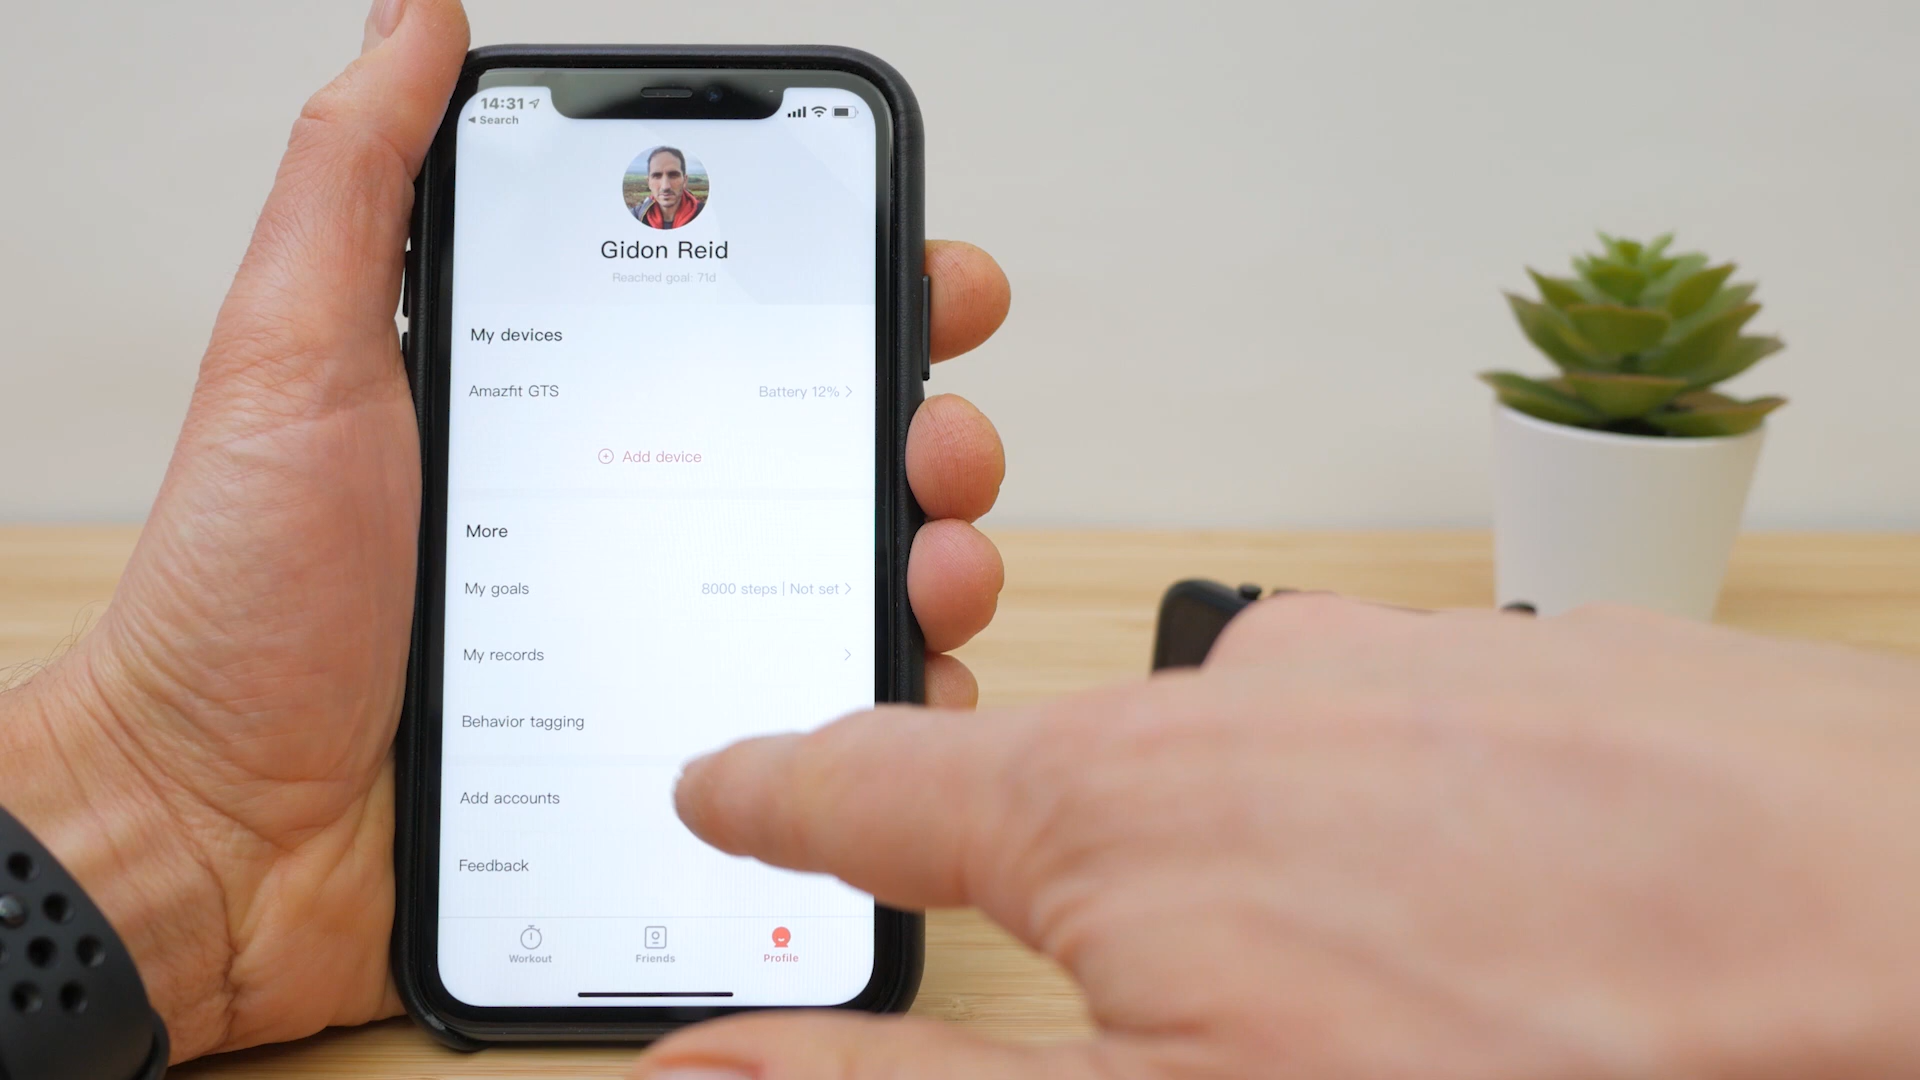 14:31
◀ Search
Gidon Reid
Reached goal: 71d
My devices
Amazfit GTS Battery 12%
Add device
More
My goals 8000 steps | Not set
My records
Behavior tagging
Add accounts
Feedback
Workout Friends Profile